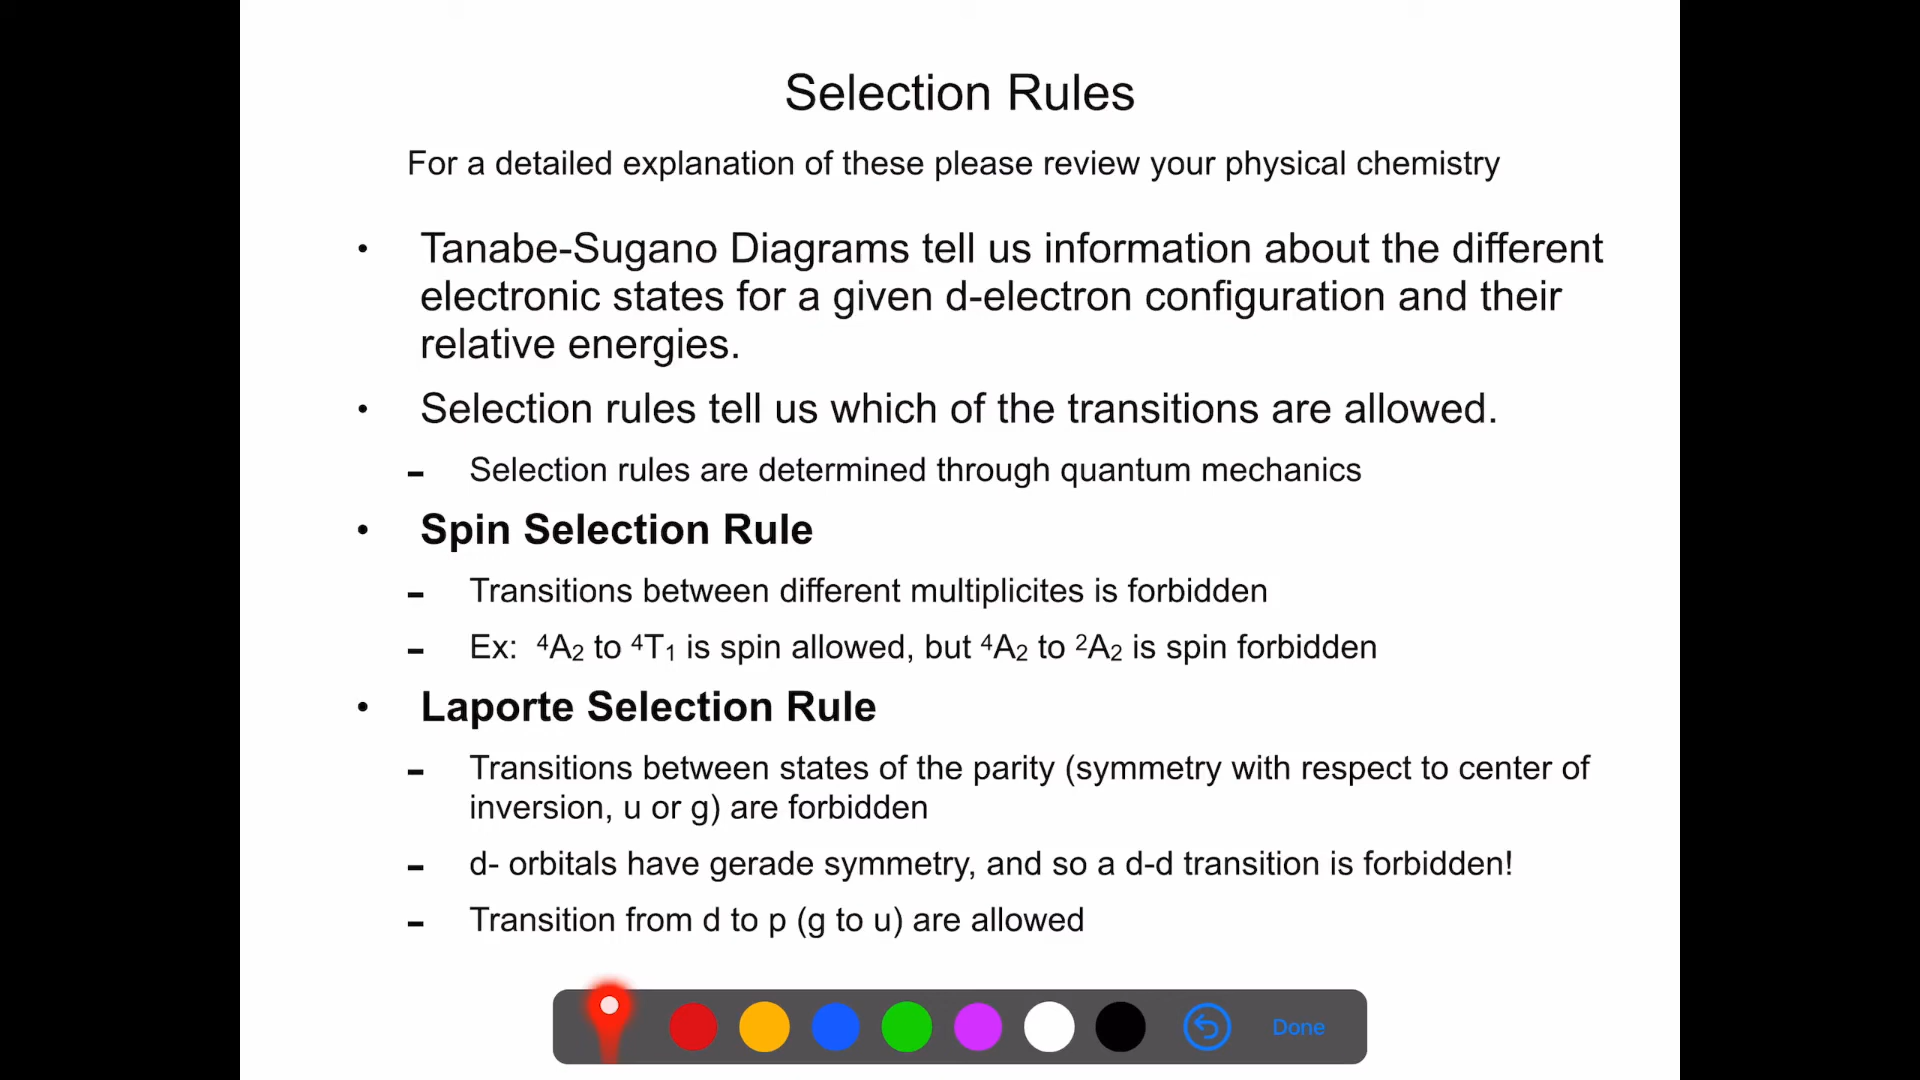 Selection Rules
For a detailed explanation of these please review your physical chemistry
• Tanabe-Sugano Diagrams tell us information about the different
electronic states for a given d-electron configuration and their
relative energies.
• Selection rules tell us which of the transitions are allowed.
- Selection rules are determined through quantum mechanics
• Spin Selection Rule
- Transitions between different multiplicites is forbidden
- Ex: ⁴A₂ to ⁴T₁ is spin allowed, but ⁴A₂ to ²A₂ is spin forbidden
• Laporte Selection Rule
- Transitions between states of the parity (symmetry with respect to center of
inversion, u or g) are forbidden
- d- orbitals have gerade symmetry, and so a d-d transition is forbidden!
- Transition from d to p (g to u) are allowed
Done